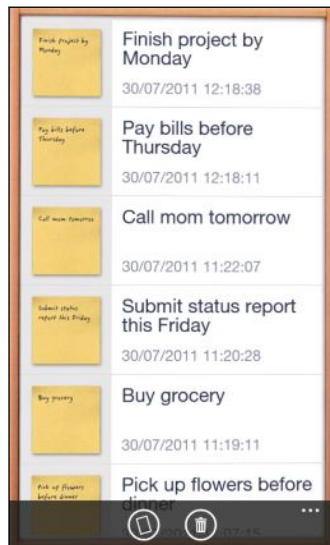 Finish project by
Monday
Finish project by
Monday
30/07/2011 12:18:38
Pay bills before
Thursday
Pay bills before
Thursday
30/07/2011 12:18:11
Call mom tomorrow
Call mom tomorrow
30/07/2011 11:22:07
Submit status
report this Friday
Submit status report
this Friday
30/07/2011 11:20:28
Buy grocery
Buy grocery
30/07/2011 11:19:11
Pick up flowers
before dinner
Pick up flowers before
dinner